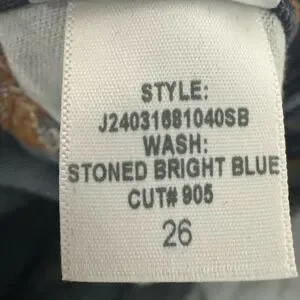 STYLE:
J24031681040SB
WASH:
STONED BRIGHT BLUE
CUT# 905
26